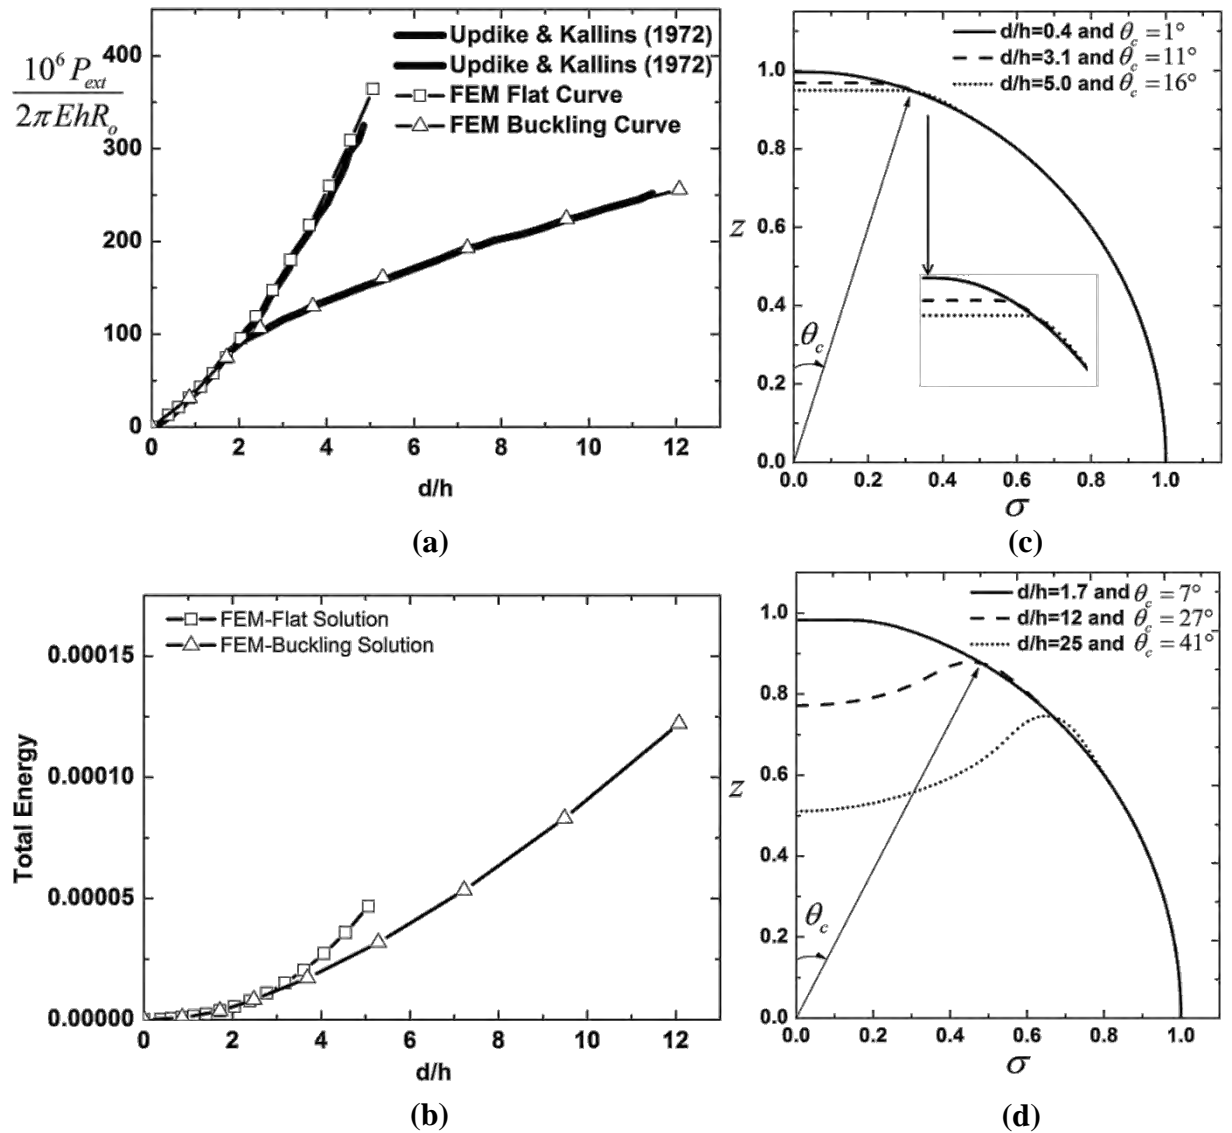 10^6 P_ext
2πEhR_o
400
300
200
100
0
0 2 4 6 8 10 12
d/h
Updike & Kallins (1972)
Updike & Kallins (1972)
FEM Flat Curve
FEM Buckling Curve
(a)
d/h=0.4 and θ_c = 1°
d/h=3.1 and θ_c = 11°
d/h=5.0 and θ_c = 16°
1.0
0.8
z
0.6
0.4
θ_c
0.2
0.0
0.0 0.2 0.4 0.6 0.8 1.0
σ
(c)
FEM-Flat Solution
FEM-Buckling Solution
Total Energy
0.00015
0.00010
0.00005
0.00000
0 2 4 6 8 10 12
d/h
(b)
d/h=1.7 and θ_c = 7°
d/h=12 and θ_c = 27°
d/h=25 and θ_c = 41°
1.0
0.8
z
0.6
0.4
θ_c
0.2
0.0
0.0 0.2 0.4 0.6 0.8 1.0
σ
(d)